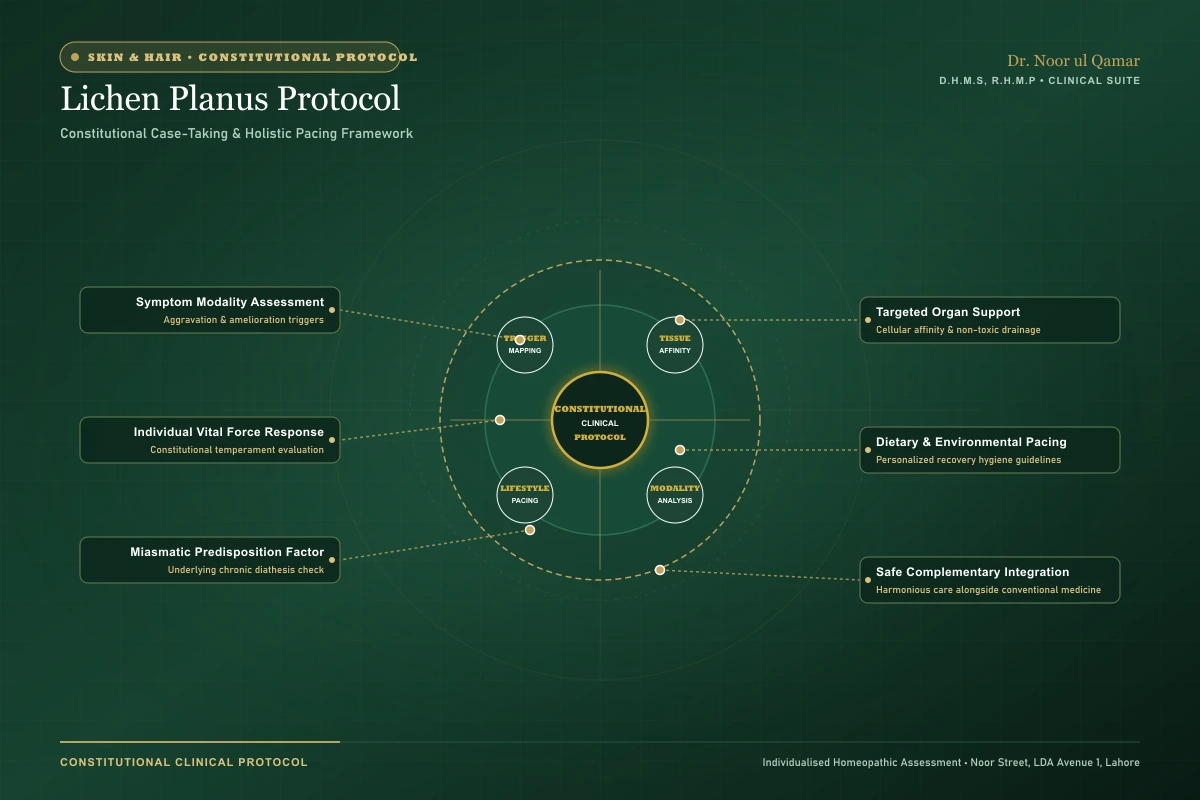 SKIN & HAIR • CONSTITUTIONAL PROTOCOL
Lichen Planus Protocol
Constitutional Case-Taking & Holistic Pacing Framework
Dr. Noor ul Qamar
D.H.M.S, R.H.M.P • CLINICAL SUITE
Symptom Modality Assessment
Aggravation & amelioration triggers
Individual Vital Force Response
Constitutional temperament evaluation
Miasmatic Predisposition Factor
Underlying chronic diathesis check
MAPPING
TISSUE
AFFINITY
CONSTITUTIONAL
CLINICAL
PROTOCOL
LIFESTYLE
PACING
MODALITY
ANALYSIS
Targeted Organ Support
Cellular affinity & non-toxic drainage
Dietary & Environmental Pacing
Personalized recovery hygiene guidelines
Safe Complementary Integration
Harmonious care alongside conventional medicine
CONSTITUTIONAL CLINICAL PROTOCOL
Individualised Homeopathic Assessment • Noor Street, LDA Avenue 1, Lahore